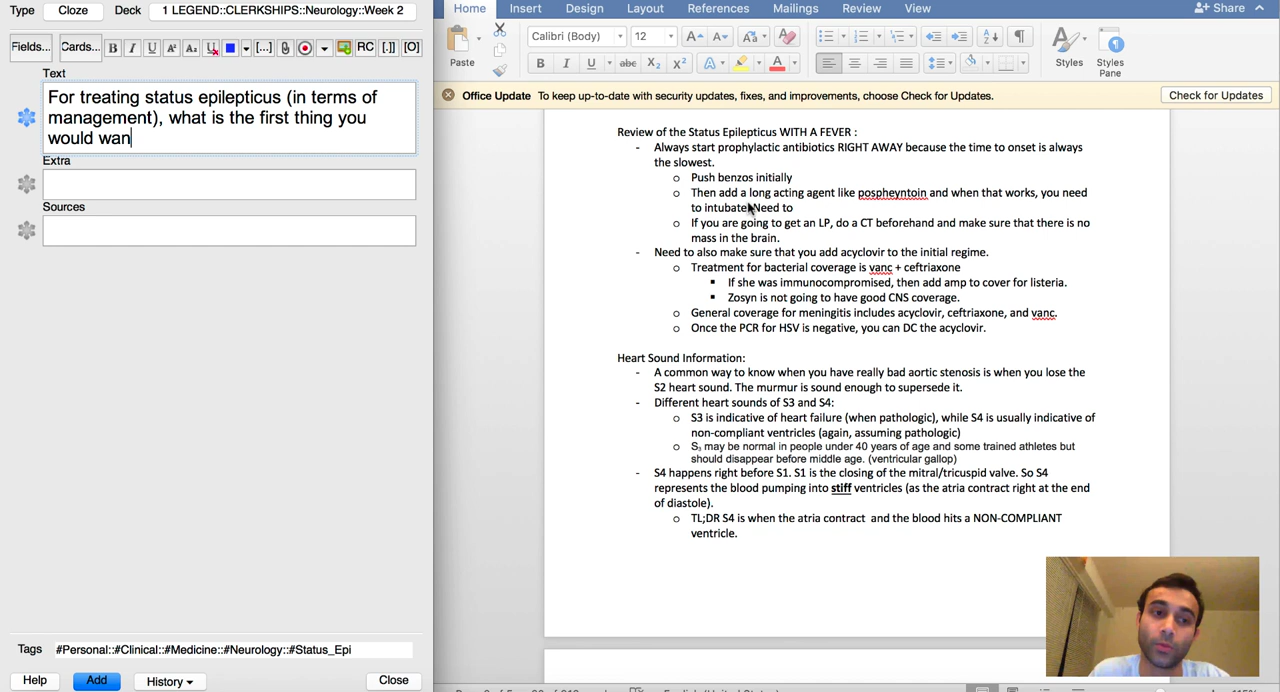 Type Cloze Deck 1 LEGEND::CLERKSHIPS::Neurology::Week 2
Fields... Cards... B I U A² A₂ U [...] RC [.] [O]
Text
For treating status epilepticus (in terms of
management), what is the first thing you
would wan
Extra
Sources
Tags #Personal::#Clinical::#Medicine::#Neurology::#Status_Epi
Help Add History Close
Home Insert Design Layout References Mailings Review View Share
Paste Calibri (Body) 12 Styles Styles
Pane
B I U abc X₂ X² A A
Office Update To keep up-to-date with security updates, fixes, and improvements, choose Check for Updates. Check for Updates
Review of the Status Epilepticus WITH A FEVER :
- Always start prophylactic antibiotics RIGHT AWAY because the time to onset is always
the slowest.
o Push benzos initially
o Then add a long acting agent like pospheyntoin and when that works, you need
to intubate. Need to
o If you are going to get an LP, do a CT beforehand and make sure that there is no
mass in the brain.
- Need to also make sure that you add acyclovir to the initial regime.
o Treatment for bacterial coverage is vanc + ceftriaxone
▪ If she was immunocompromised, then add amp to cover for listeria.
▪ Zosyn is not going to have good CNS coverage.
o General coverage for meningitis includes acyclovir, ceftriaxone, and vanc.
o Once the PCR for HSV is negative, you can DC the acyclovir.
Heart Sound Information:
- A common way to know when you have really bad aortic stenosis is when you lose the
S2 heart sound. The murmur is sound enough to supersede it.
- Different heart sounds of S3 and S4:
o S3 is indicative of heart failure (when pathologic), while S4 is usually indicative of
non-compliant ventricles (again, assuming pathologic)
o S₃ may be normal in people under 40 years of age and some trained athletes but
should disappear before middle age. (ventricular gallop)
- S4 happens right before S1. S1 is the closing of the mitral/tricuspid valve. So S4
represents the blood pumping into stiff ventricles (as the atria contract right at the end
of diastole).
o TL;DR S4 is when the atria contract and the blood hits a NON-COMPLIANT
ventricle.